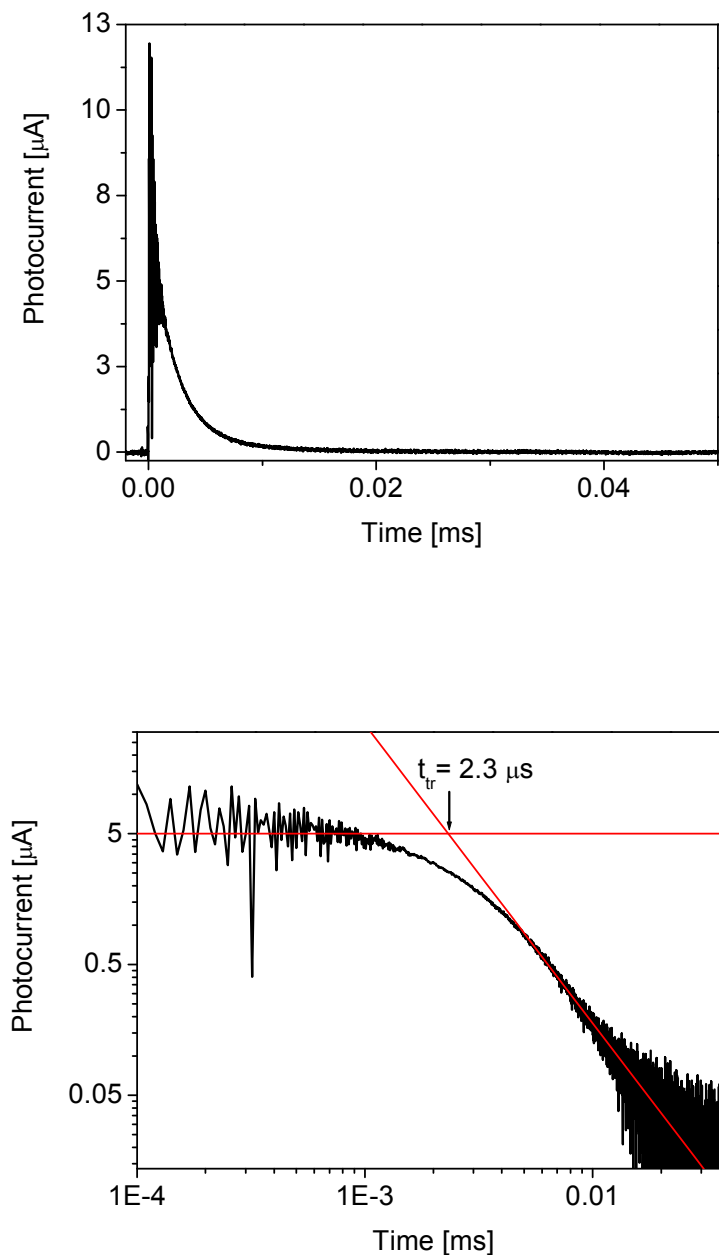 13
10
8
5
3
0
Photocurrent [μA]
0.00 0.02 0.04
Time [ms]
t_tr = 2.3 μs
5
0.5
0.05
Photocurrent [μA]
1E-4 1E-3 0.01
Time [ms]